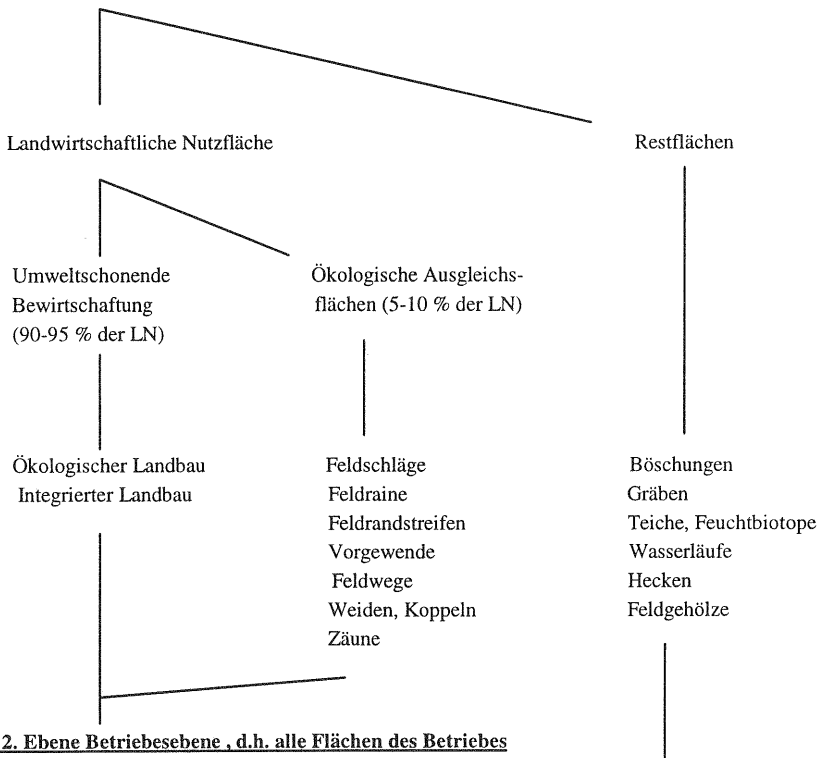 Landwirtschaftliche Nutzfläche
Restflächen
Umweltschonende
Bewirtschaftung
(90-95 % der LN)
Ökologische Ausgleichs-
flächen (5-10 % der LN)
Ökologischer Landbau
Integrierter Landbau
Feldschläge
Feldraine
Feldrandstreifen
Vorgewende
Feldwege
Weiden, Koppeln
Zäune
Böschungen
Gräben
Teiche, Feuchtbiotope
Wasserläufe
Hecken
Feldgehölze
2. Ebene Betriebesebene , d.h. alle Flächen des Betriebes